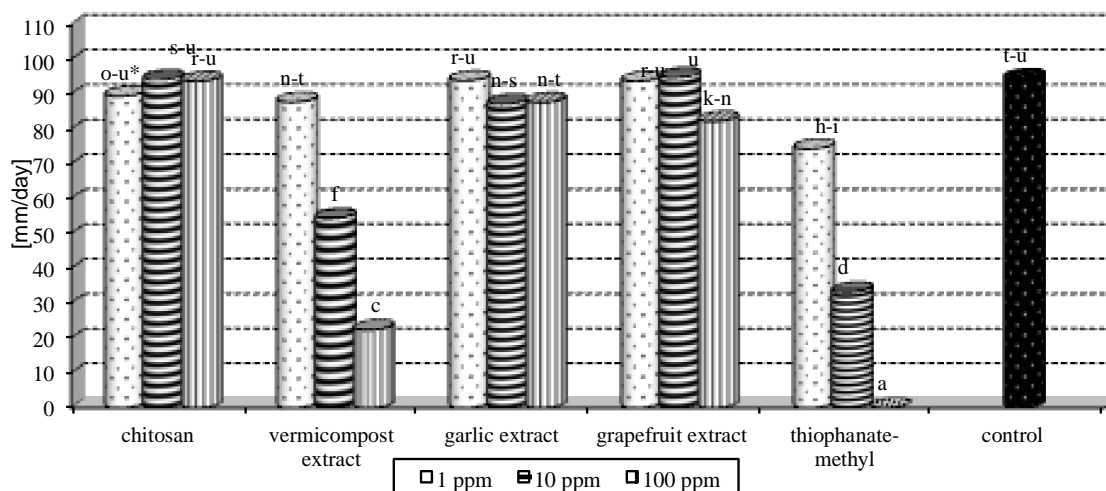 110
100
90
80
70
60
50
40
30
20
10
0
[mm/day]
o-u*
s-u
r-u
n-t
f
c
r-u
n-s
n-t
r-u
u
k-n
h-i
d
a
t-u
chitosan
vermicompost
extract
garlic extract
grapefruit extract
thiophanate-
methyl
control
1 ppm 10 ppm 100 ppm